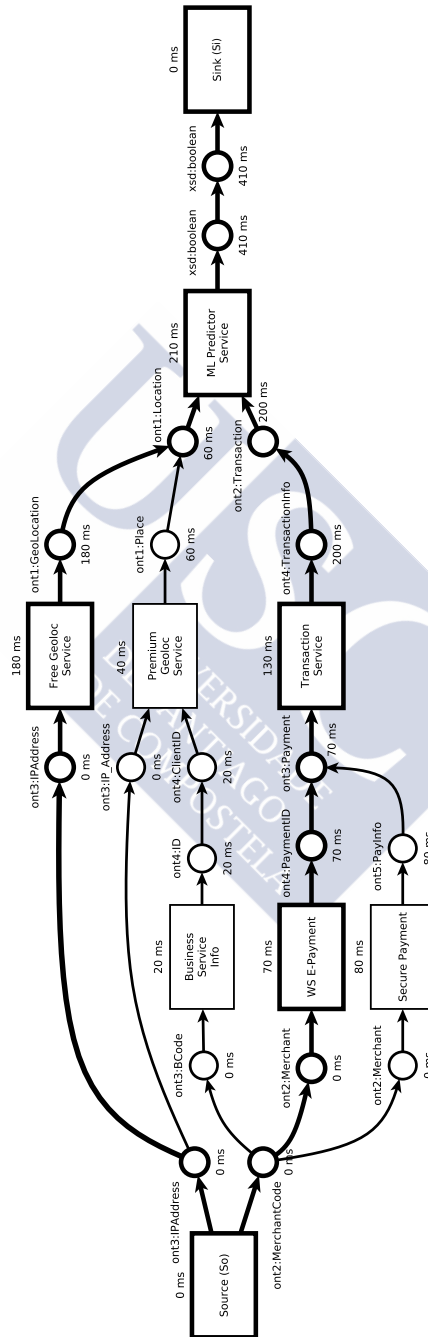 Source (So)
0 ms
ont3:IPAddress
0 ms
ont2:MerchantCode
0 ms
ont3:IPAddress
0 ms
Free Geoloc
Service
180 ms
ont1:GeoLocation
180 ms
ont3:IP_Address
0 ms
ont3:BCode
0 ms
Business
Service
Info
20 ms
ont4:ID
20 ms
ont4:ClientID
20 ms
Premium
Geoloc
Service
40 ms
ont1:Place
60 ms
ont1:Location
60 ms
ont2:Merchant
0 ms
WS E-Payment
70 ms
ont4:PaymentID
70 ms
ont3:Payment
70 ms
Transaction
Service
130 ms
ont4:TransactionInfo
200 ms
ont2:Transaction
200 ms
ont2:Merchant
0 ms
Secure Payment
80 ms
ont5:PayInfo
80 ms
ML Predictor
Service
210 ms
xsd:boolean
410 ms
xsd:boolean
410 ms
Sink (Si)
0 ms
USC
DE COMPOSTELA